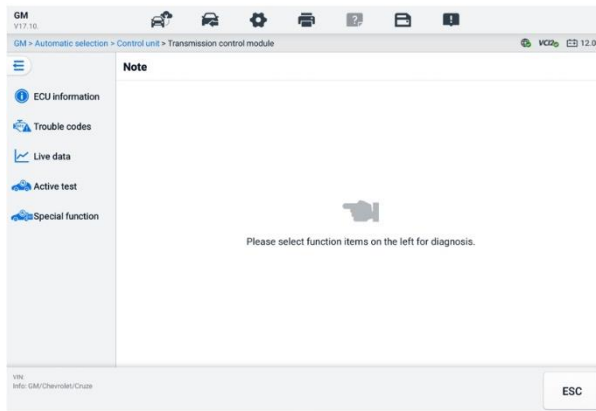 GM
V17.10.
GM > Automatic selection > Control unit > Transmission control module
VCI 12.0
Note
ECU information
Trouble codes
Live data
Active test
Special function
Please select function items on the left for diagnosis.
VIN:
Info: GM/Chevrolet/Cruze
ESC